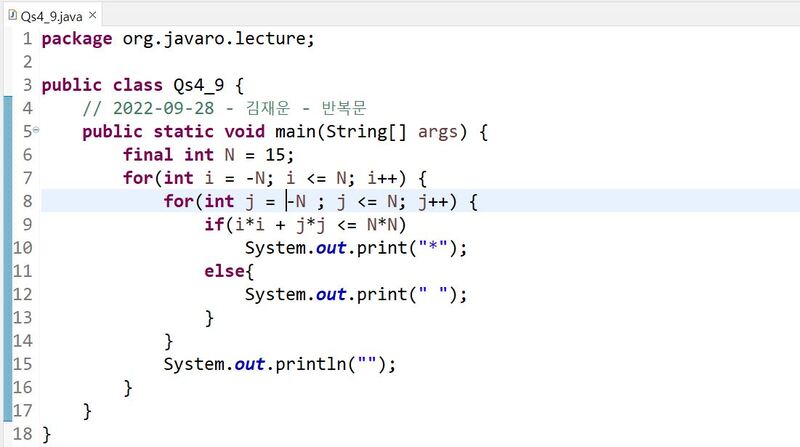 Qs4_9.java
1 package org.javaro.lecture;
2
3 public class Qs4_9 {
4     // 2022-09-28 - 김재운 - 반복문
5     public static void main(String[] args) {
6         final int N = 15;
7         for(int i = -N; i <= N; i++) {
8             for(int j = -N ; j <= N; j++) {
9                 if(i*i + j*j <= N*N)
10                     System.out.print("*");
11                 else{
12                     System.out.print(" ");
13                 }
14             }
15             System.out.println("");
16         }
17     }
18 }